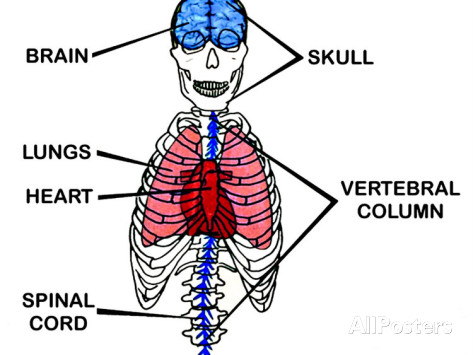 BRAIN
SKULL
LUNGS
HEART
VERTEBRAL
COLUMN
SPINAL
CORD
AllPosters